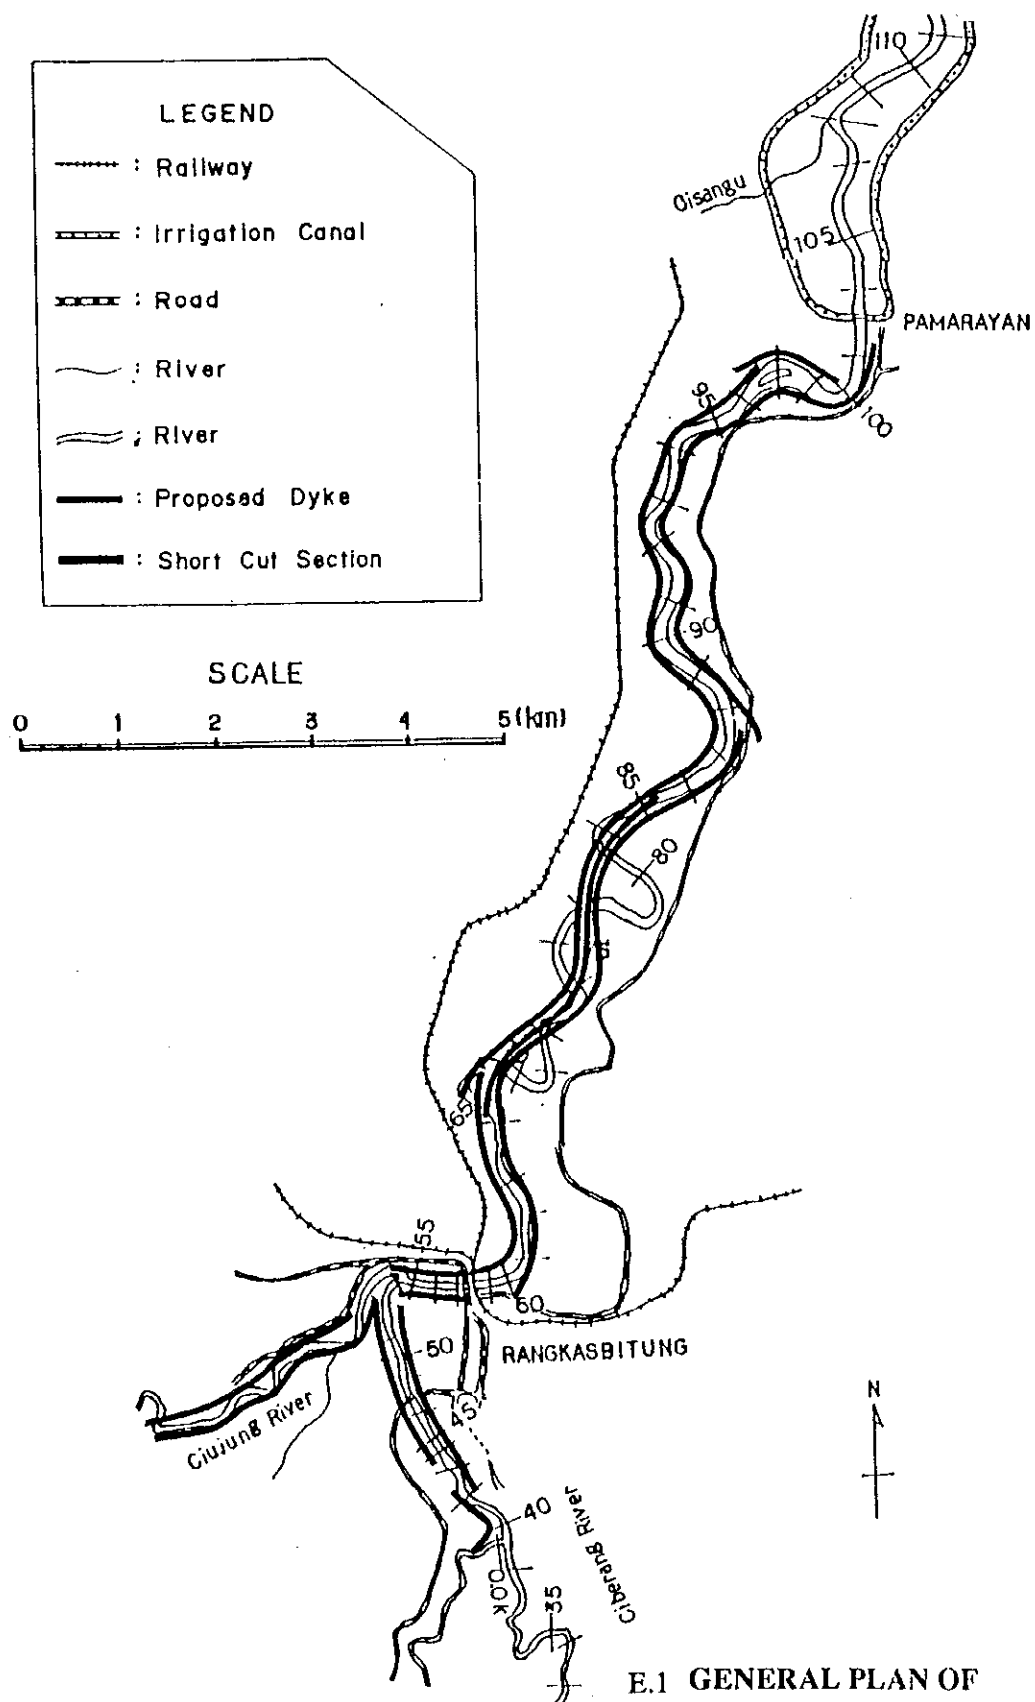 110
LEGEND
: Railway
Oisangu
: Irrigation Canal
105
: Road
PAMARAYAN
: River
95
100
: River
: Proposed Dyke
: Short Cut Section
90
SCALE
0 1 2 3 4 5(km)
85
80
65
55
60
50
RANGKASBITUNG
N
45
Ciujung River
40
Ciberang River
0.0k
35
E.1 GENERAL PLAN OF